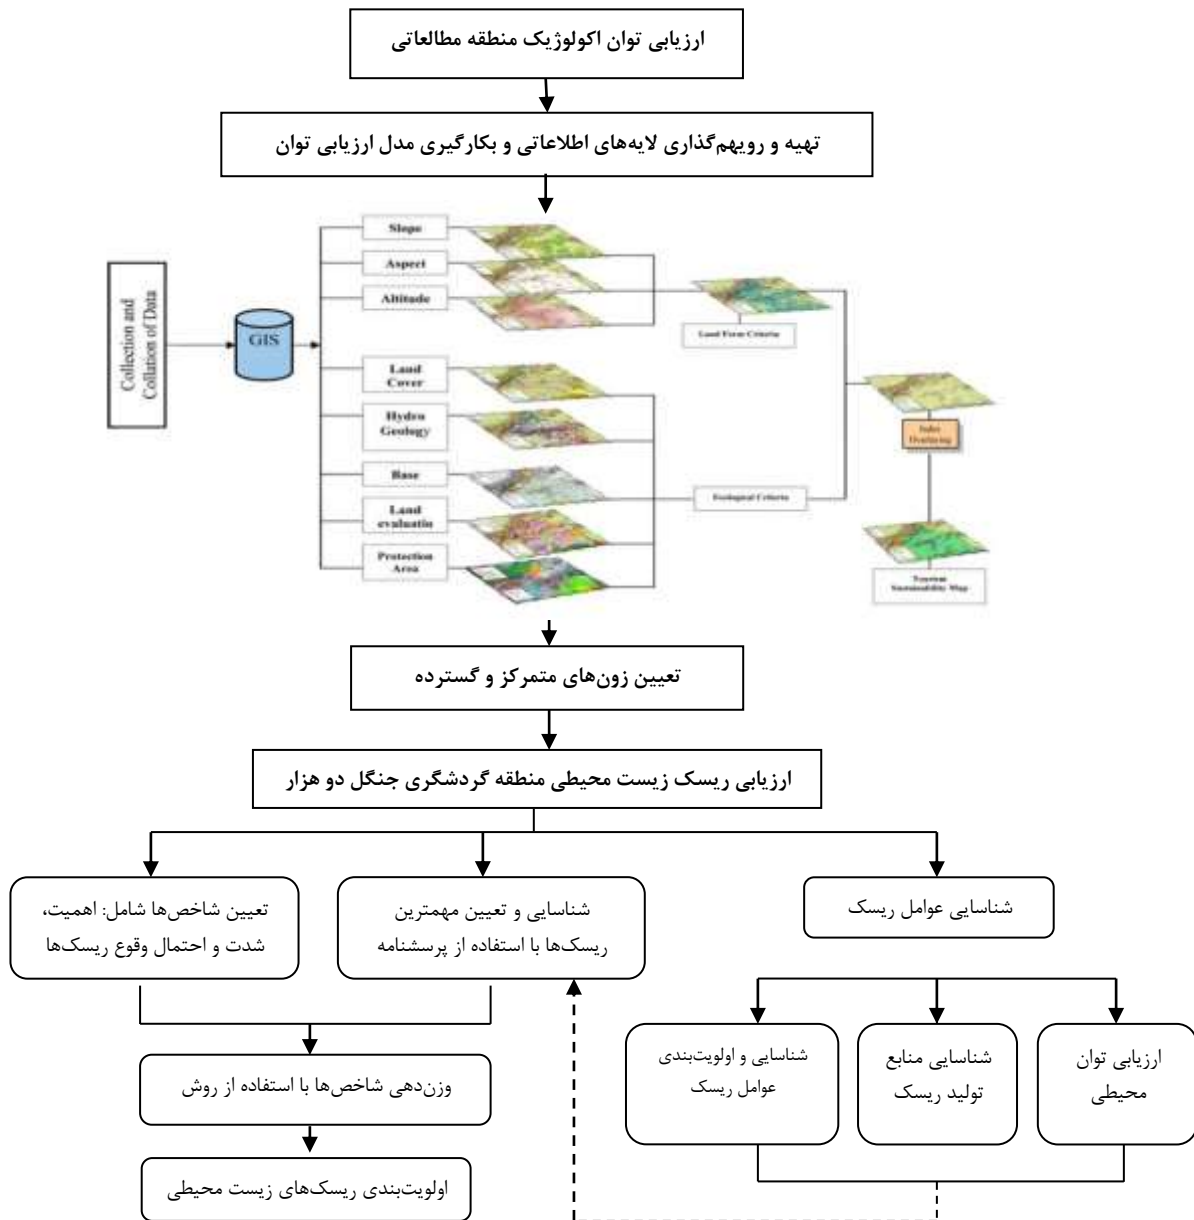 ارزیابی توان اکولوژیک منطقه مطالعاتی
تهیه و رویهم‌گذاری لایه‌های اطلاعاتی و بکارگیری مدل ارزیابی توان
Collection and
Collation of Data
GIS
Slope
Aspect
Altitude
Land
Cover
Hydro
Geology
Base
Land
evaluatio
Protection
Area
Land Form Criteria
Ecological Criteria
Index
Overlaying
Tourism
Sustainability Map
تعیین زون‌های متمرکز و گسترده
ارزیابی ریسک زیست محیطی منطقه گردشگری جنگل دو هزار
شناسایی عوامل ریسک
شناسایی و تعیین مهمترین
ریسک‌ها با استفاده از پرسشنامه
تعیین شاخص‌ها شامل: اهمیت،
شدت و احتمال وقوع ریسک‌ها
ارزیابی توان
محیطی
شناسایی منابع
تولید ریسک
شناسایی و اولویت‌بندی
عوامل ریسک
وزن‌دهی شاخص‌ها با استفاده از روش
اولویت‌بندی ریسک‌های زیست محیطی